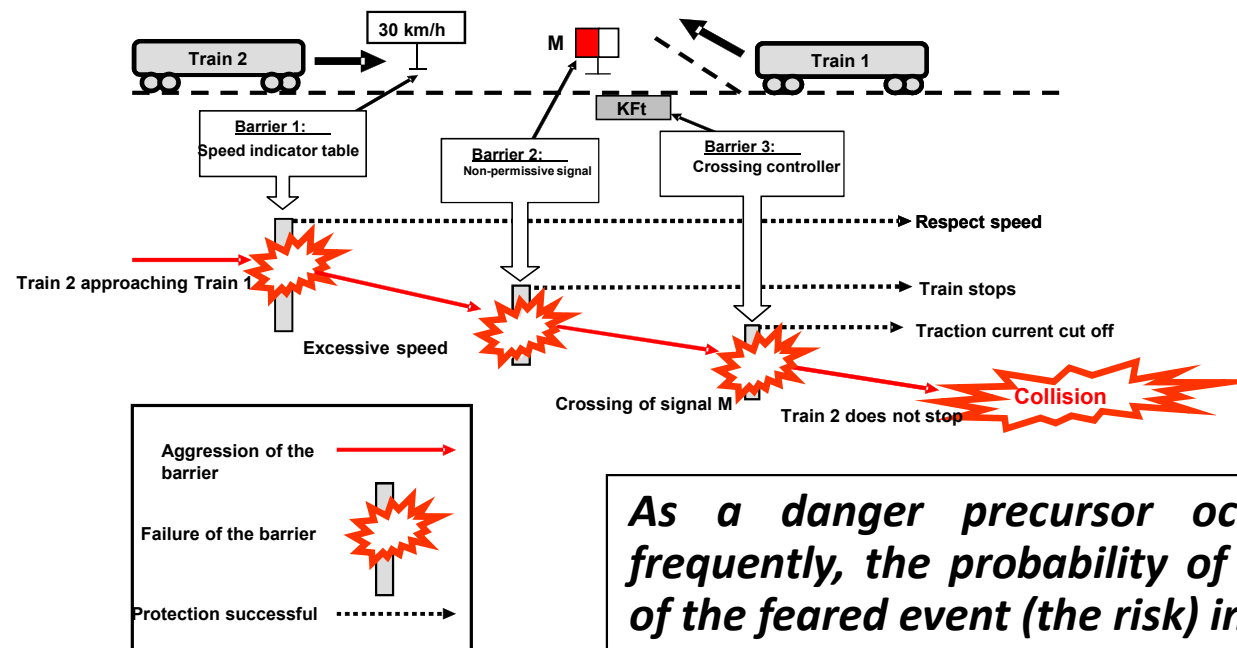 30 km/h
Train 2
M
Train 1
KFt
Barrier 1:
Speed indicator table
Barrier 2:
Non-permissive signal
Barrier 3:
Crossing controller
Respect speed
Train 2 approaching Train 1
Train stops
Excessive speed
Traction current cut off
Crossing of signal M
Train 2 does not stop
Collision
Aggression of the
barrier
Failure of the barrier
Protection successful
As a danger precursor oc
frequently, the probability of
of the feared event (the risk) in